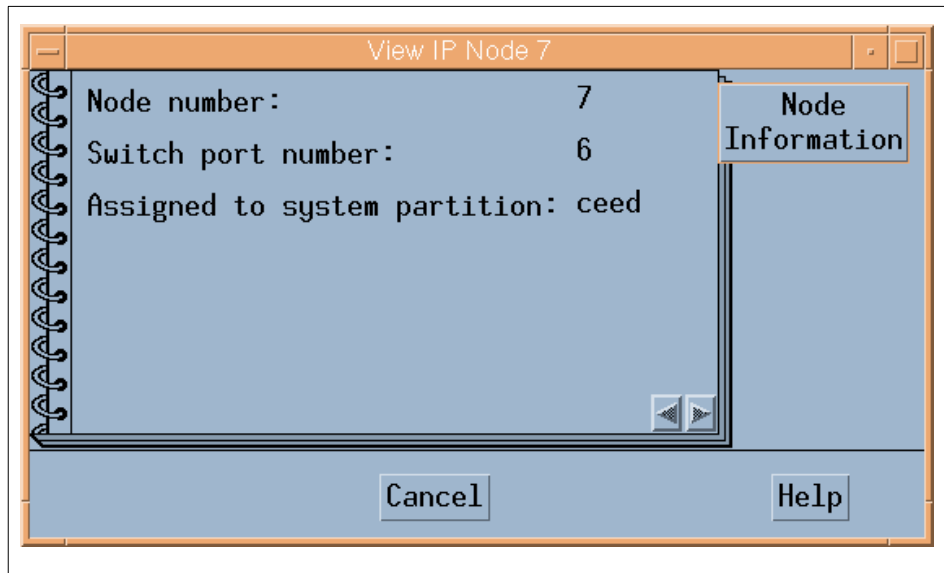 View IP Node 7
Node number: 7
Switch port number: 6
Assigned to system partition: ceed
Node
Information
Cancel
Help